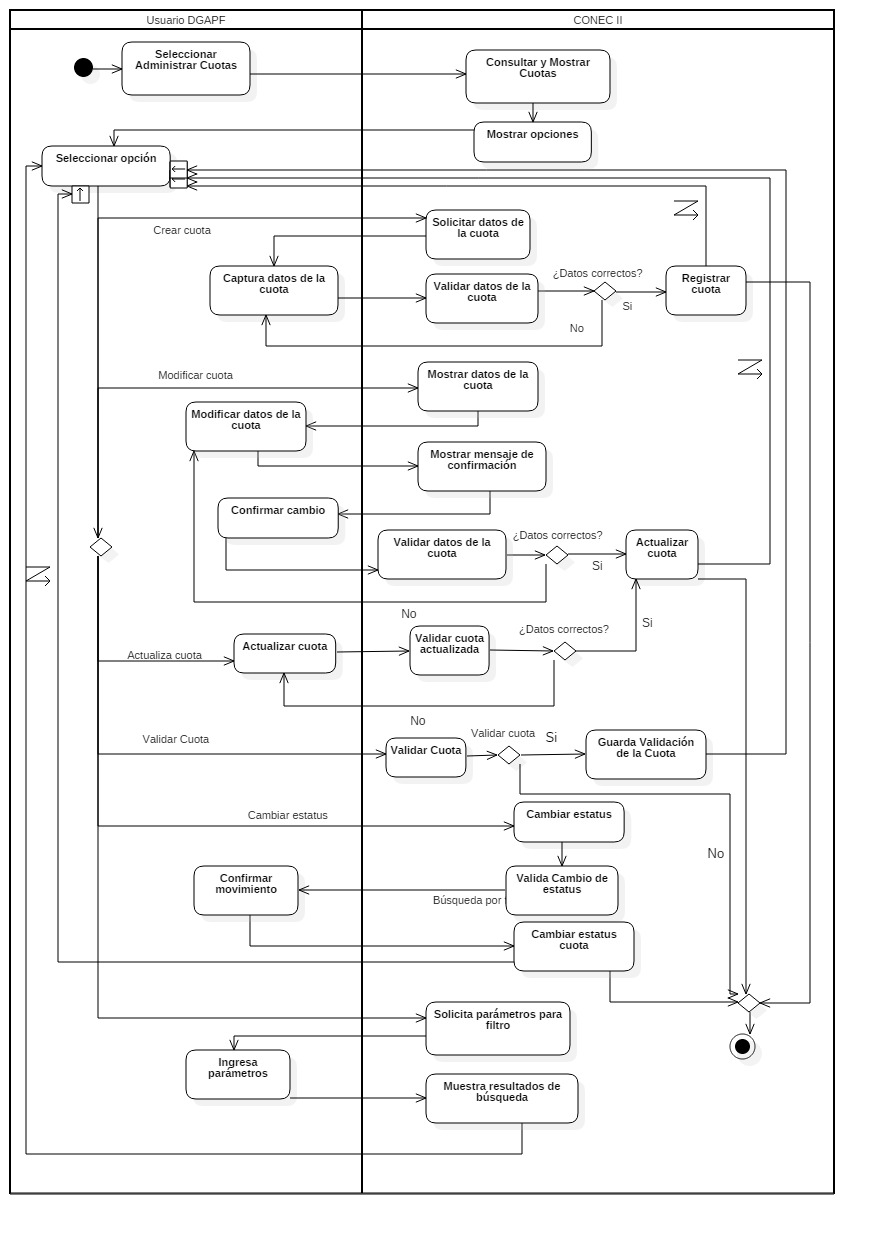 Usuario DGAPF
CONEC II
Seleccionar
Administrar Cuotas
Consultar y Mostrar
Cuotas
Mostrar opciones
Seleccionar opción
Crear cuota
Solicitar datos de
la cuota
Captura datos de la
cuota
Validar datos de la
cuota
¿Datos correctos?
Si
No
Registrar
cuota
Modificar cuota
Mostrar datos de la
cuota
Modificar datos de la
cuota
Mostrar mensaje de
confirmación
Confirmar cambio
Validar datos de la
cuota
¿Datos correctos?
Si
No
Actualizar
cuota
Actualiza cuota
Actualizar cuota
Validar cuota
actualizada
¿Datos correctos?
Si
No
Validar Cuota
Validar Cuota
Validar cuota
Si
Guarda Validación
de la Cuota
No
Cambiar estatus
Cambiar estatus
Confirmar
movimiento
Búsqueda por
Valida Cambio de
estatus
Cambiar estatus
cuota
Solicita parámetros para
filtro
Ingresa
parámetros
Muestra resultados de
búsqueda